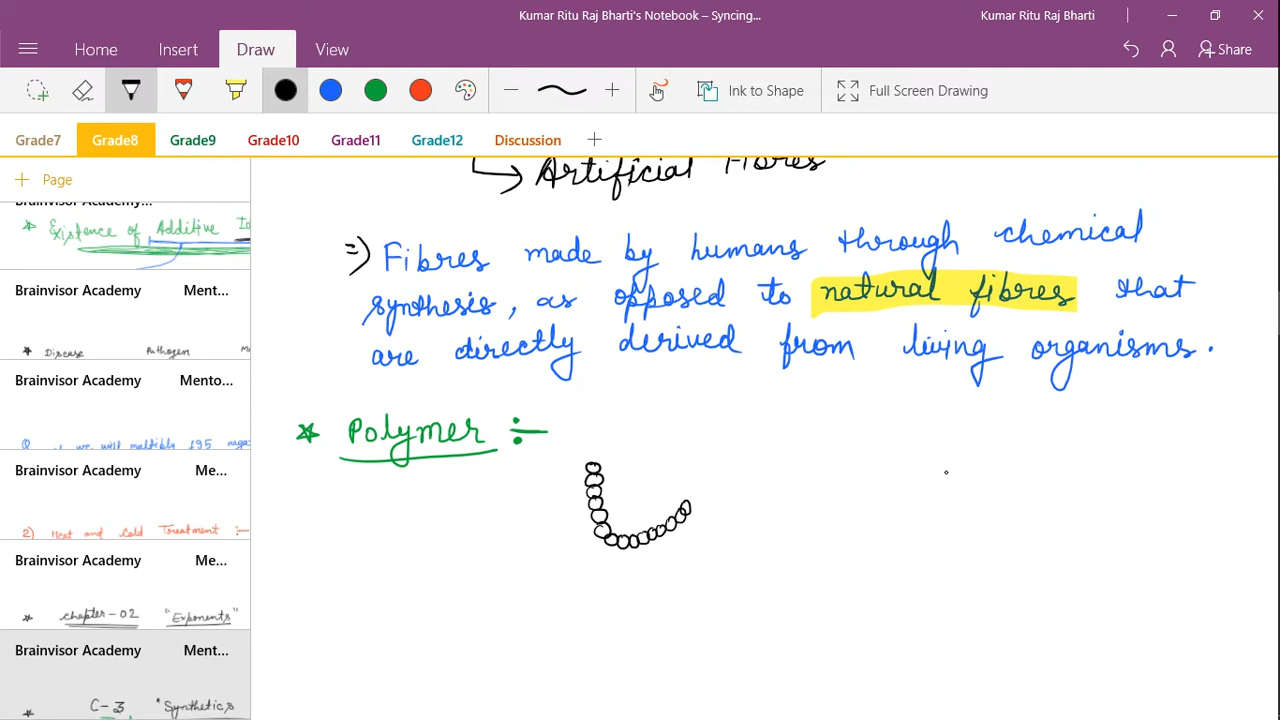 Kumar Ritu Raj Bharti's Notebook – Syncing...
Kumar Ritu Raj Bharti
Home Insert Draw View
Share
Ink to Shape
Full Screen Drawing
Grade7 Grade8 Grade9 Grade10 Grade11 Grade12 Discussion
Page
Brainvisor Academy...
Existence of Additive
Brainvisor Academy Ment...
Disease Pathogen
Brainvisor Academy Mento...
Brainvisor Academy Me...
2) Heat and Cold Treatment :-
Brainvisor Academy Me...
chapter-02 "Exponents"
Brainvisor Academy Ment...
C-3 "Synthetics
Artificial Fibres
=) Fibres made by humans through chemical
synthesis, as opposed to natural fibres that
are directly derived from living organisms.
* Polymer ÷